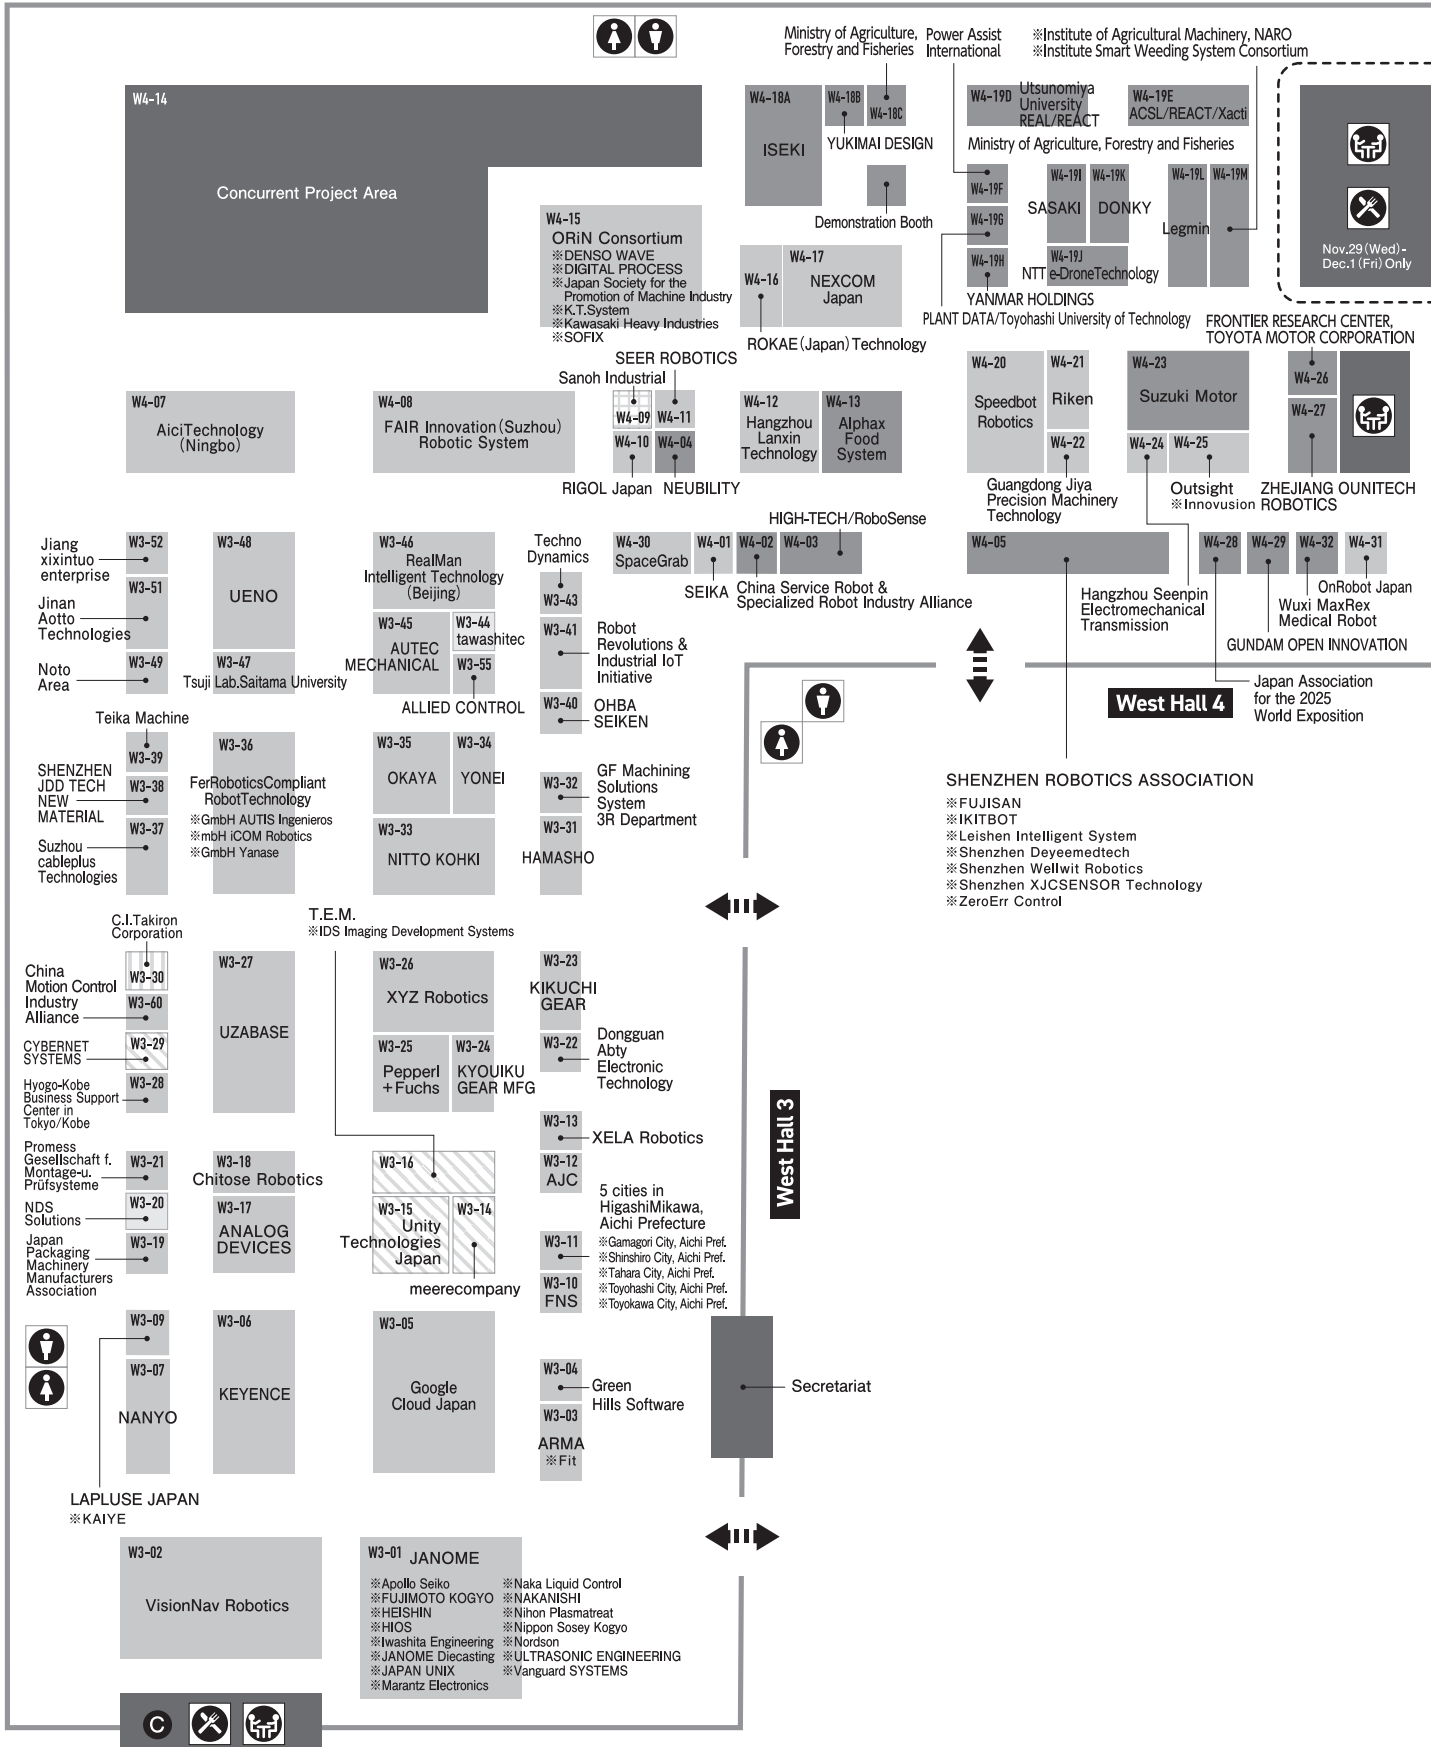 W4-14
Concurrent Project Area
W4-15
ORiN Consortium
※DENSO WAVE
※DIGITAL PROCESS
※Japan Society for the
Promotion of Machine Industry
※K.T.System
※Kawasaki Heavy Industries
※SOFIX
Ministry of Agriculture,
Forestry and Fisheries
W4-18A
ISEKI
W4-18B
W4-18C
YUKIMAI DESIGN
Demonstration Booth
W4-16
W4-17
NEXCOM
Japan
ROKAE(Japan)Technology
Power Assist
International
※Institute of Agricultural Machinery, NARO
※Institute Smart Weeding System Consortium
W4-19D
Utsunomiya
University
REAL/REACT
W4-19E
ACSL/REACT/Xacti
Ministry of Agriculture, Forestry and Fisheries
W4-19F
W4-19G
W4-19H
W4-19I
SASAKI
W4-19K
DONKY
W4-19J
NTT e-DroneTechnology
W4-19L
Legmin
W4-19M
YANMAR HOLDINGS
PLANT DATA/Toyohashi University of Technology
Nov.29(Wed)-
Dec.1(Fri)Only
FRONTIER RESEARCH CENTER,
TOYOTA MOTOR CORPORATION
W4-07
AiciTechnology
(Ningbo)
W4-08
FAIR Innovation(Suzhou)
Robotic System
SEER ROBOTICS
Sanoh Industrial
W4-09
W4-11
W4-10
W4-04
RIGOL Japan
NEUBILITY
W4-12
Hangzhou
Lanxin
Technology
W4-13
Alphax
Food
System
W4-20
Speedbot
Robotics
W4-21
Riken
W4-22
Guangdong Jiya
Precision Machinery
Technology
W4-23
Suzuki Motor
W4-24
W4-25
Outsight
※Innovusion
W4-26
W4-27
ZHEJIANG OUNITECH
ROBOTICS
Jiang
xixintuo
enterprise
W3-52
W3-51
Jinan
Aotto
Technologies
Noto
Area
W3-49
W3-48
UENO
W3-47
Tsuji Lab.Saitama University
W3-46
RealMan
Intelligent Technology
(Beijing)
W3-45
AUTEC
MECHANICAL
W3-44
tawashitec
W3-55
ALLIED CONTROL
Techno
Dynamics
W3-43
W3-41
Robot
Revolutions &
Industrial IoT
Initiative
W3-40
OHBA
SEIKEN
HIGH-TECH/RoboSense
W4-30
SpaceGrab
W4-01
SEIKA
W4-02
W4-03
China Service Robot &
Specialized Robot Industry Alliance
W4-05
Hangzhou Seenpin
Electromechanical
Transmission
W4-28
W4-29
W4-32
W4-31
OnRobot Japan
Wuxi MaxRex
Medical Robot
GUNDAM OPEN INNOVATION
Japan Association
for the 2025
World Exposition
West Hall 4
SHENZHEN ROBOTICS ASSOCIATION
※FUJISAN
※IKITBOT
※Leishen Intelligent System
※Shenzhen Deyeemedtech
※Shenzhen Wellwit Robotics
※Shenzhen XJCSENSOR Technology
※ZeroErr Control
Teika Machine
W3-39
SHENZHEN
JDD TECH
NEW
MATERIAL
W3-38
W3-37
Suzhou
cableplus
Technologies
W3-36
FerRoboticsCompliant
RobotTechnology
※GmbH AUTIS Ingenieros
※mbH iCOM Robotics
※GmbH Yanase
W3-35
OKAYA
W3-34
YONEI
W3-33
NITTO KOHKI
W3-32
GF Machining
Solutions
System
3R Department
W3-31
HAMASHO
C.I.Takiron
Corporation
W3-30
China
Motion Control
Industry
Alliance
W3-60
CYBERNET
SYSTEMS
W3-29
Hyogo-Kobe
Business Support
Center in
Tokyo/Kobe
W3-28
W3-27
UZABASE
T.E.M.
※IDS Imaging Development Systems
W3-26
XYZ Robotics
W3-25
Pepperl
+Fuchs
W3-24
KYOUIKU
GEAR MFG
W3-23
KIKUCHI
GEAR
W3-22
Dongguan
Abty
Electronic
Technology
West Hall 3
Promess
Gesellschaft f.
Montage-u.
Prüfsysteme
W3-21
NDS
Solutions
W3-20
Japan
Packaging
Machinery
Manufacturers
Association
W3-19
W3-18
Chitose Robotics
W3-17
ANALOG
DEVICES
W3-16
W3-15
Unity
Technologies
Japan
W3-14
meerecompany
W3-13
XELA Robotics
W3-12
AJC
5 cities in
HigashiMikawa,
Aichi Prefecture
※Gamagori City, Aichi Pref.
※Shinshiro City, Aichi Pref.
※Tahara City, Aichi Pref.
※Toyohashi City, Aichi Pref.
※Toyokawa City, Aichi Pref.
W3-11
W3-10
FNS
W3-09
W3-07
NANYO
LAPLUSE JAPAN
※KAIYE
W3-06
KEYENCE
W3-05
Google
Cloud Japan
W3-04
Green
Hills Software
W3-03
ARMA
※Fit
Secretariat
W3-02
VisionNav Robotics
W3-01
JANOME
※Apollo Seiko
※FUJIMOTO KOGYO
※HEISHIN
※HIOS
※Iwashita Engineering
※JANOME Diecasting
※JAPAN UNIX
※Marantz Electronics
※Naka Liquid Control
※NAKANISHI
※Nihon Plasmatreat
※Nippon Sosey Kogyo
※Nordson
※ULTRASONIC ENGINEERING
※Vanguard SYSTEMS
C